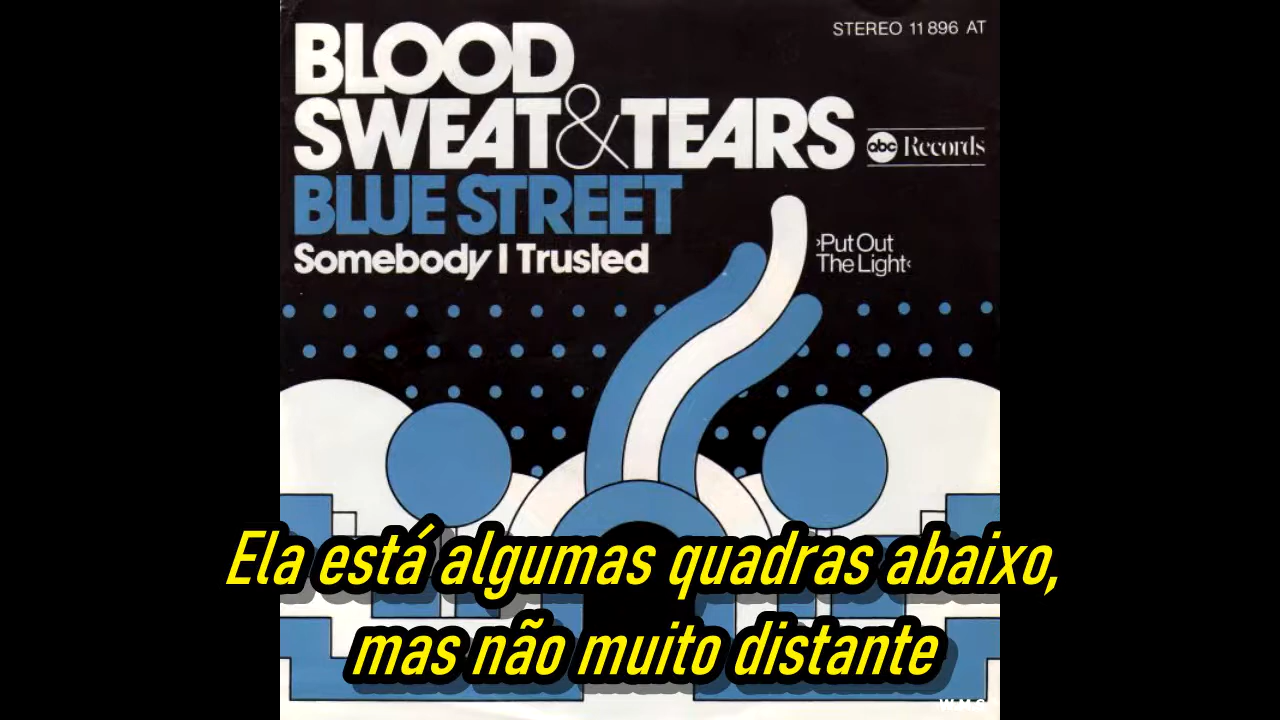 BLOOD,
STEREO 11 896 AT
SWEAT & TEARS
abc Records
BLUE STREET
Somebody I Trusted
›Put Out
The Light‹
Ela está algumas quadras abaixo,
mas não muito distante